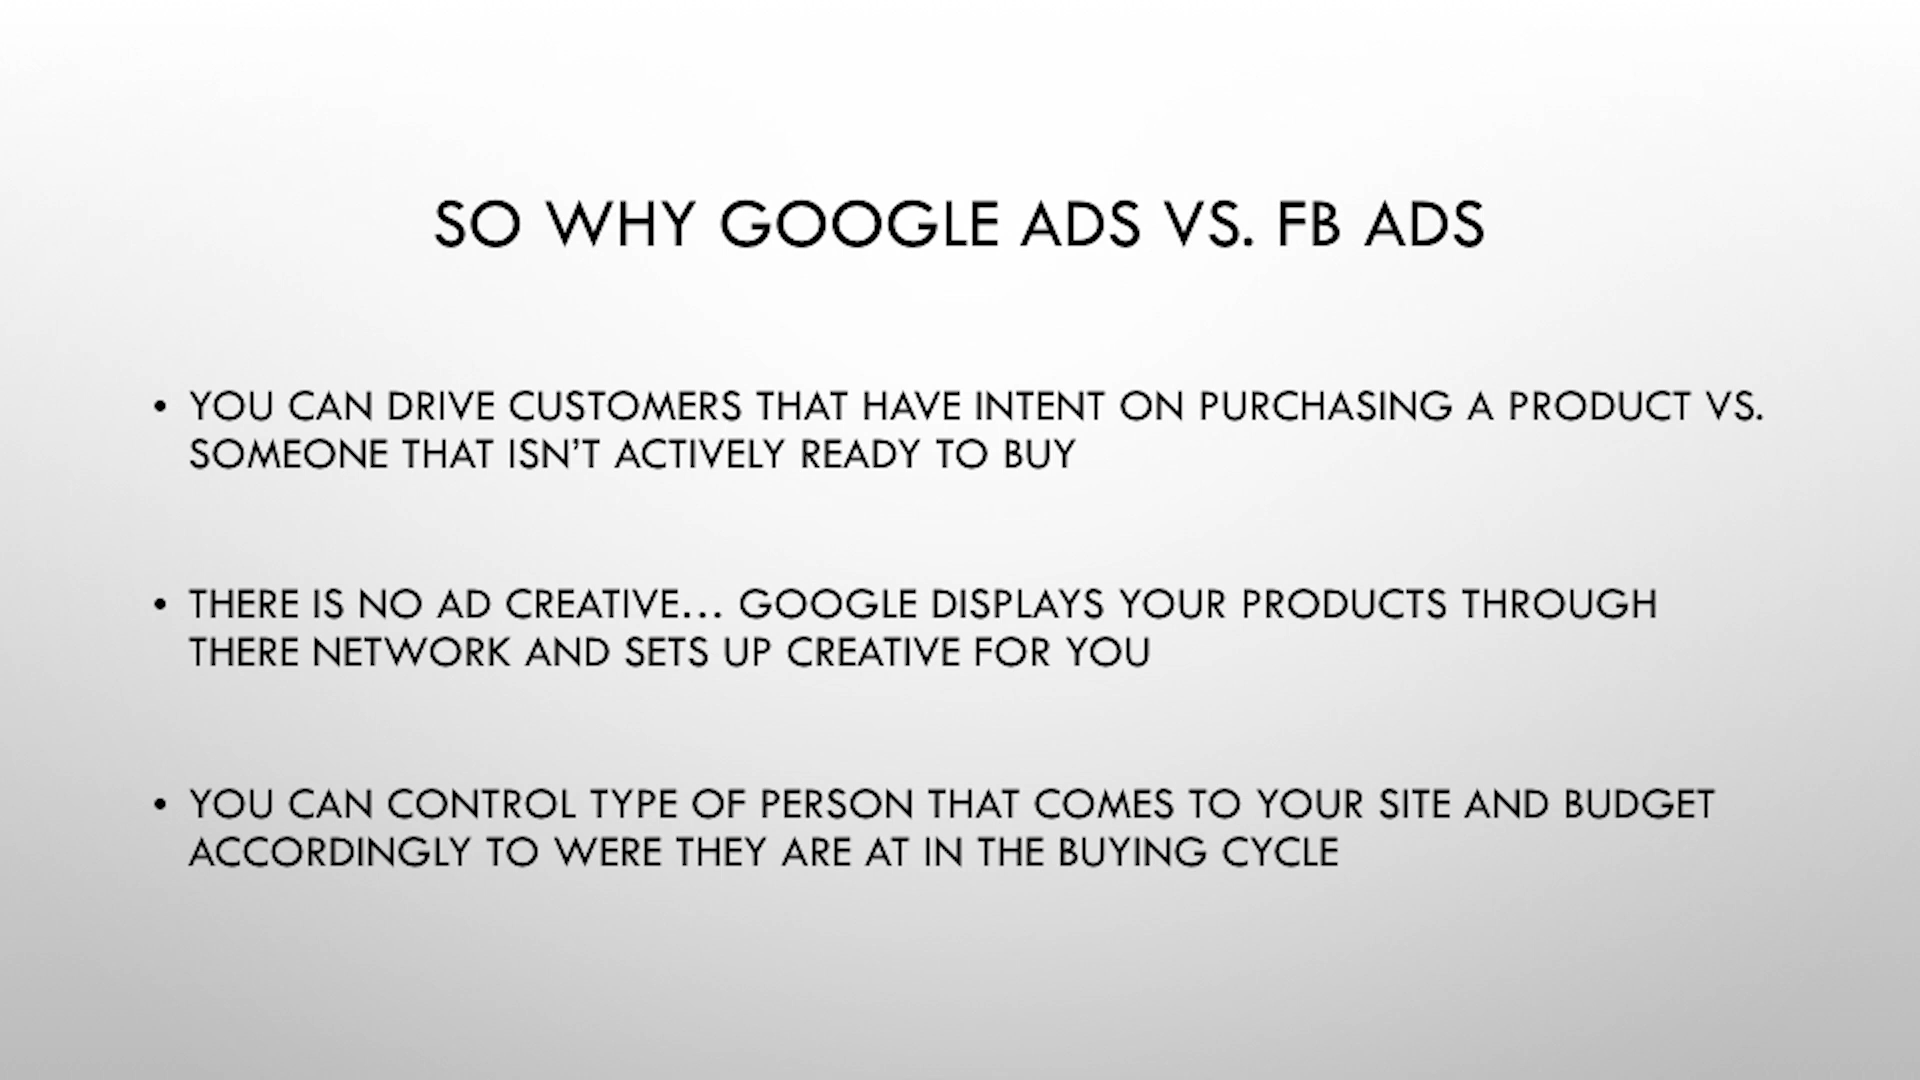 SO WHY GOOGLE ADS VS. FB ADS
• YOU CAN DRIVE CUSTOMERS THAT HAVE INTENT ON PURCHASING A PRODUCT VS.
SOMEONE THAT ISN’T ACTIVELY READY TO BUY
• THERE IS NO AD CREATIVE… GOOGLE DISPLAYS YOUR PRODUCTS THROUGH
THERE NETWORK AND SETS UP CREATIVE FOR YOU
• YOU CAN CONTROL TYPE OF PERSON THAT COMES TO YOUR SITE AND BUDGET
ACCORDINGLY TO WERE THEY ARE AT IN THE BUYING CYCLE